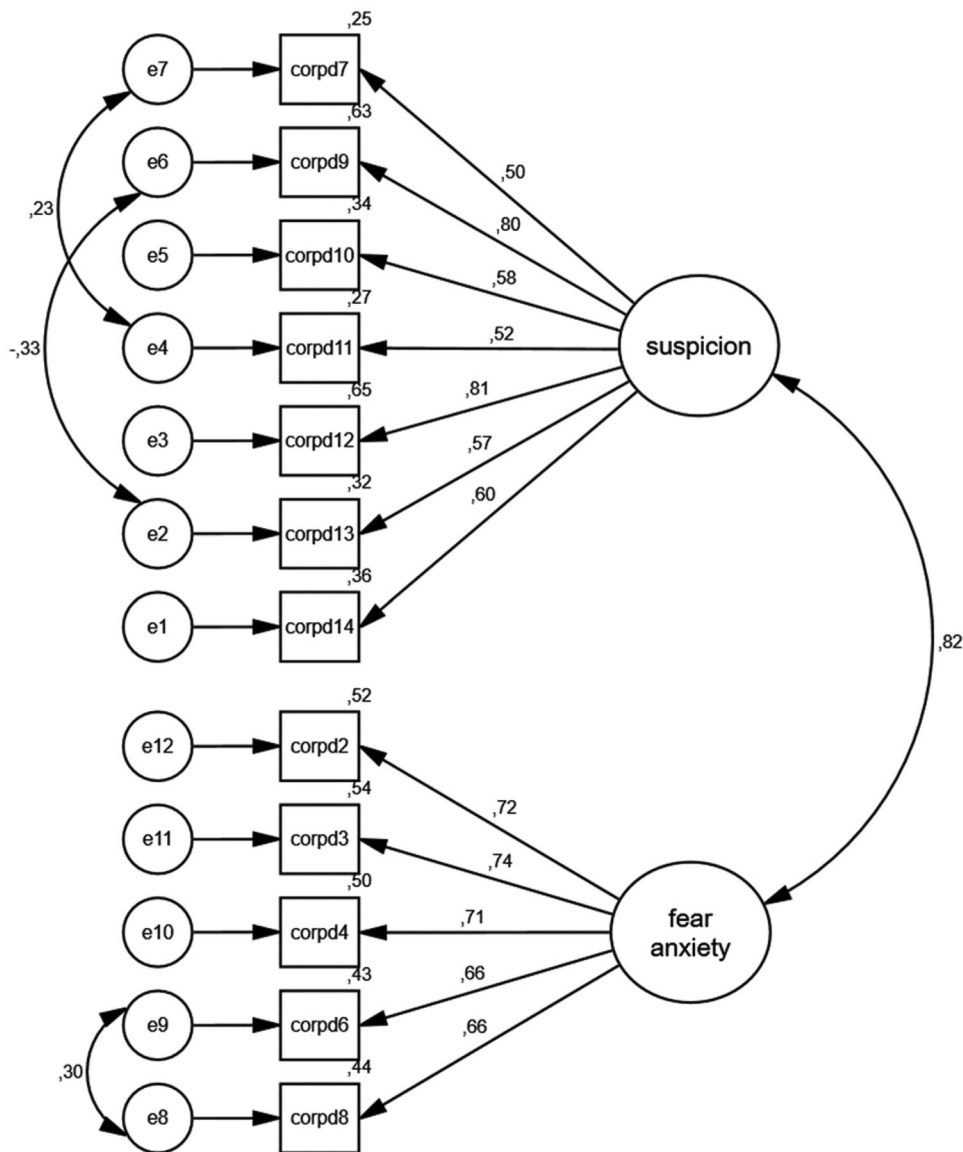 ,25
e7
corpd7
,63
,50
e6
corpd9
,34
,80
,23
e5
corpd10
,27
,58
-,33
e4
corpd11
,65
,52
suspicion
e3
corpd12
,32
,81
e2
corpd13
,36
,57
e1
corpd14
,60
,82
,52
e12
corpd2
,54
,72
e11
corpd3
,50
,74
e10
corpd4
,43
,71
fear
anxiety
e9
corpd6
,44
,66
,30
e8
corpd8
,66